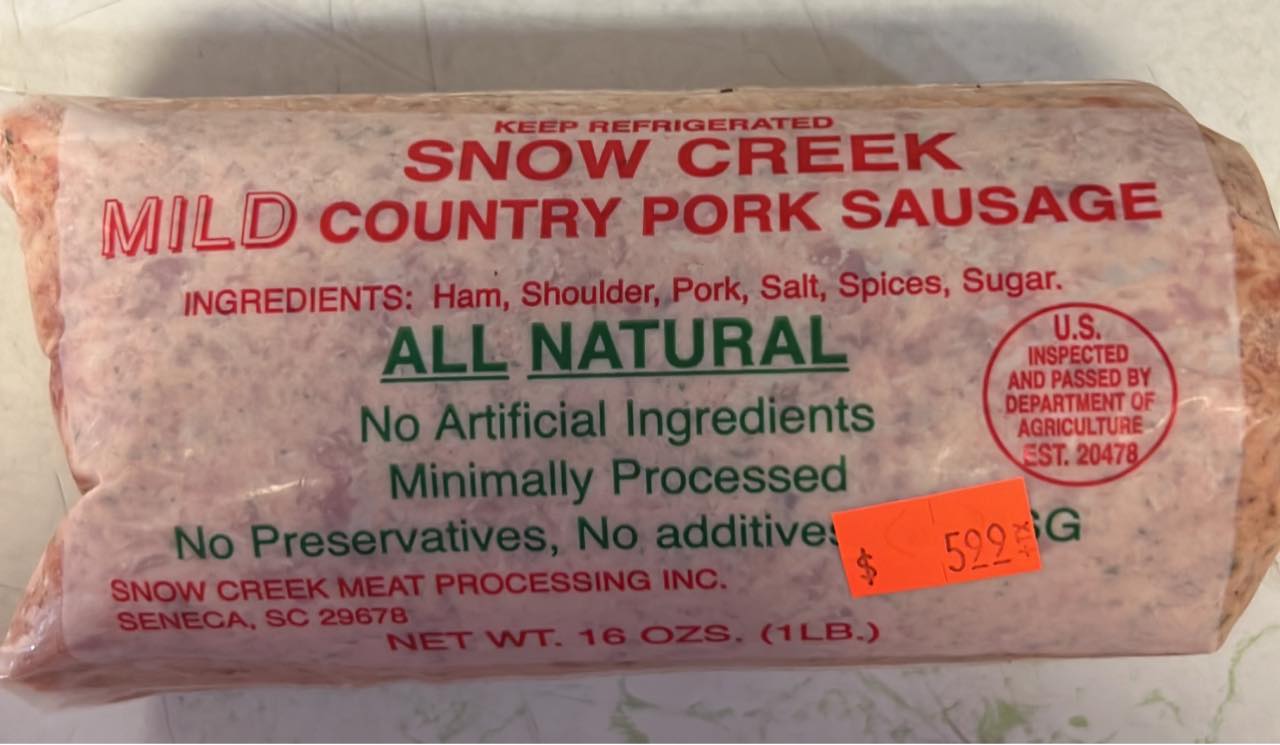 KEEP REFRIGERATED
SNOW CREEK
MILD COUNTRY PORK SAUSAGE
INGREDIENTS: Ham, Shoulder, Pork, Salt, Spices, Sugar.
ALL NATURAL
No Artificial Ingredients
Minimally Processed
No Preservatives, No additives
SG
$ 599
U.S.
INSPECTED
AND PASSED BY
DEPARTMENT OF
AGRICULTURE
EST. 20478
SNOW CREEK MEAT PROCESSING INC.
SENECA, SC 29678
NET WT. 16 OZS. (1LB.)